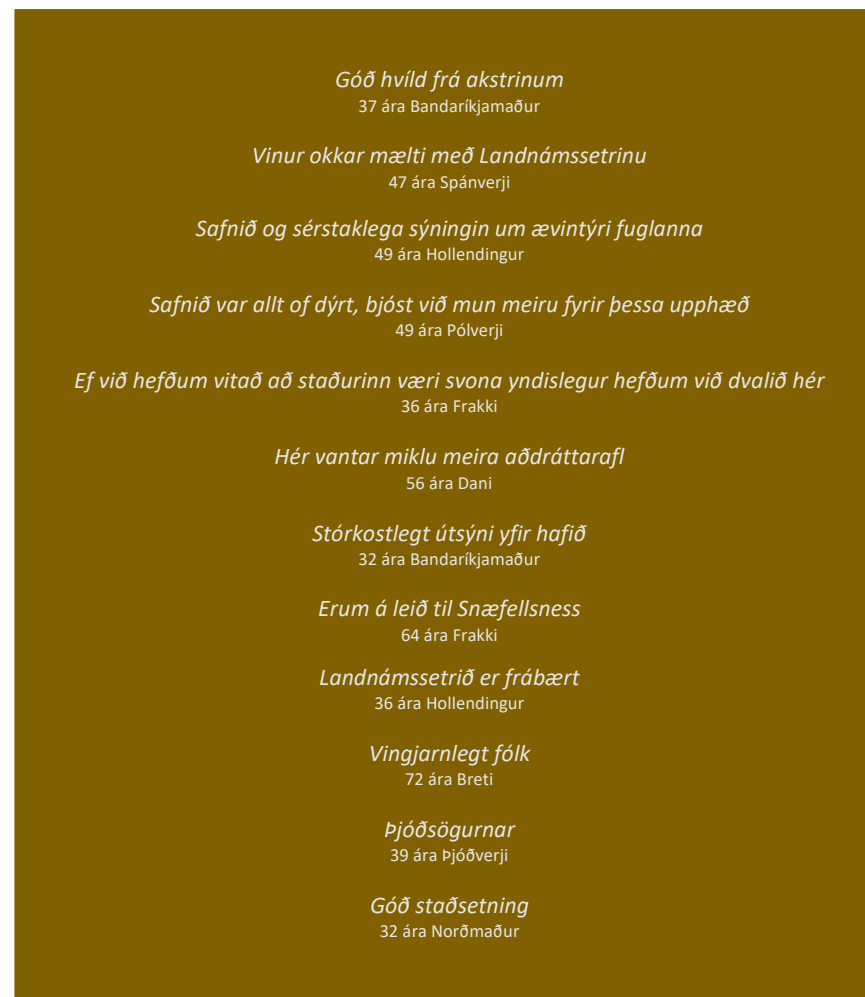 Góð hvíld frá akstrinum
37 ára Bandaríkjamaður
Vinur okkar mælti með Landnámssetrinu
47 ára Spánverji
Safnið og sérstaklega sýningin um ævintýri fuglanna
49 ára Hollendingur
Safnið var allt of dýrt, bjóst við mun meiru fyrir þessa upphæð
49 ára Pólverji
Ef við hefðum vitað að staðurinn væri svona yndislegur hefðum við dvalið hér
36 ára Frakki
Hér vantar miklu meira aðdráttarafl
56 ára Dani
Stórkostlegt útsýni yfir hafið
32 ára Bandaríkjamaður
Erum á leið til Snæfellsness
64 ára Frakki
Landnámssetrið er frábært
36 ára Hollendingur
Vingjarnlegt fólk
72 ára Breti
Þjóðsögurnar
39 ára Þjóðverji
Góð staðsetning
32 ára Norðmaður